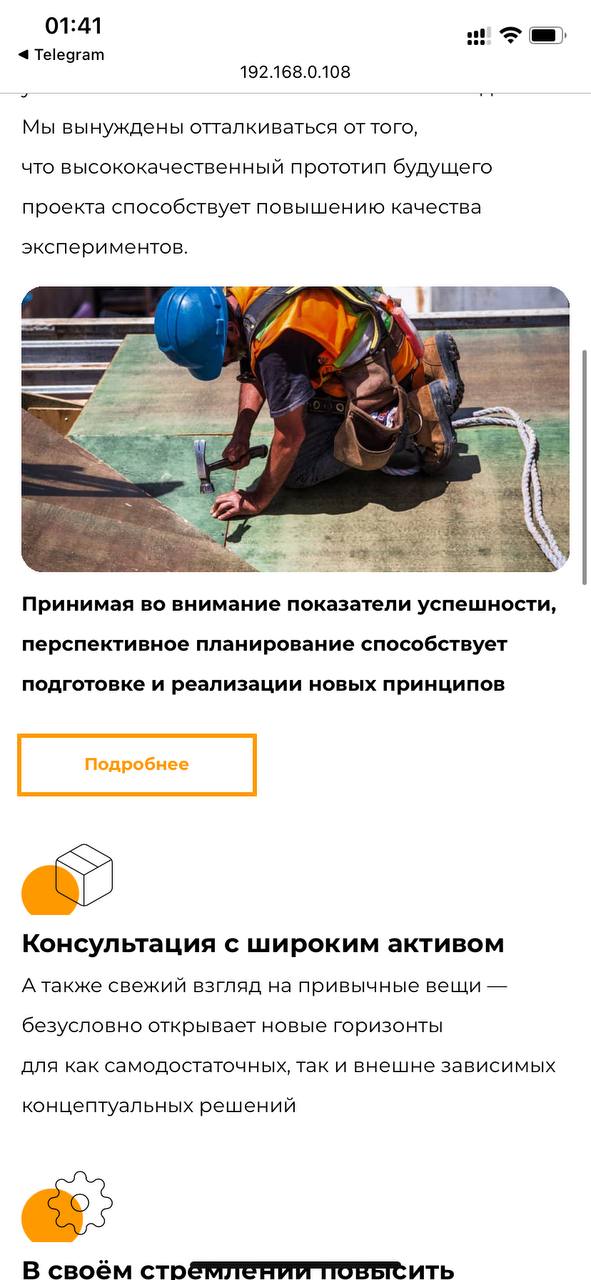 01:41
◀ Telegram
192.168.0.108
Мы вынуждены отталкиваться от того,
что высококачественный прототип будущего
проекта способствует повышению качества
экспериментов.
Принимая во внимание показатели успешности,
перспективное планирование способствует
подготовке и реализации новых принципов
Подробнее
Консультация с широким активом
А также свежий взгляд на привычные вещи —
безусловно открывает новые горизонты
для как самодостаточных, так и внешне зависимых
концептуальных решений
В своём стремлении повысить